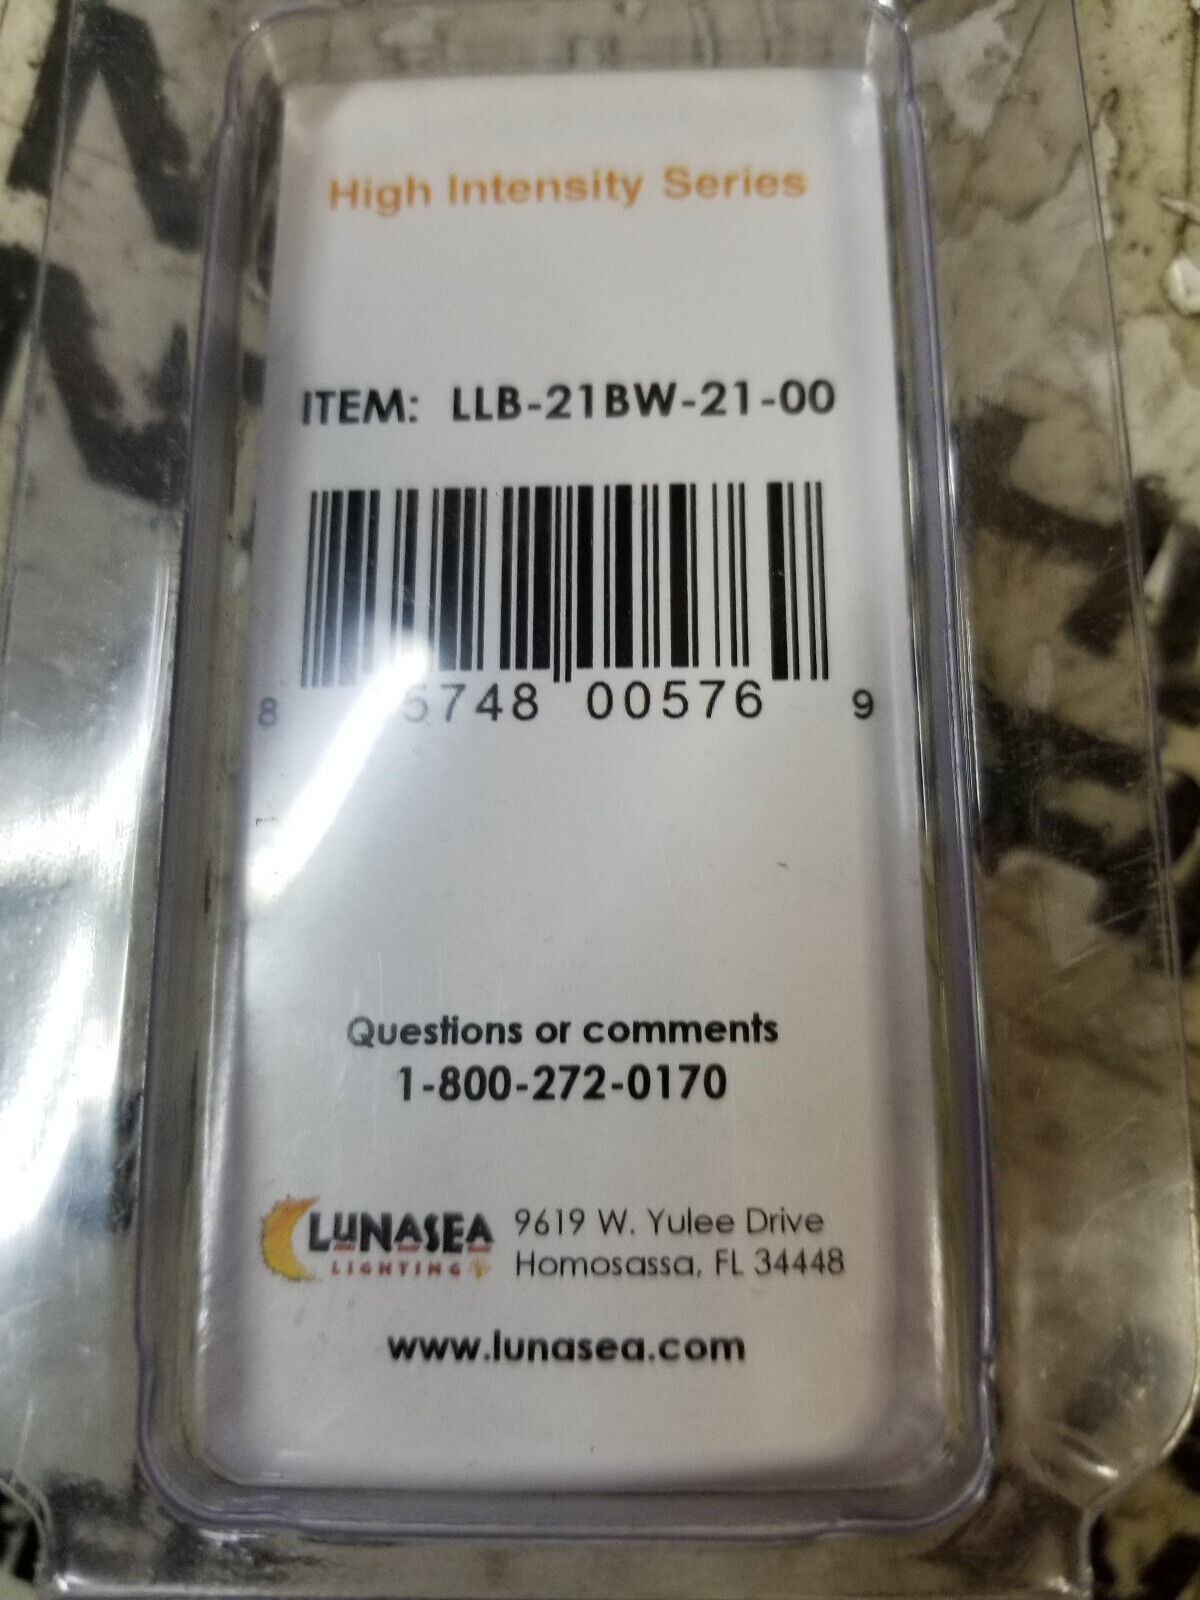 High Intensity Series
ITEM: LLB-21BW-21-00
8 5748 00576 9
Questions or comments
1-800-272-0170
LUNASEA
LIGHTING
9619 W. Yulee Drive
Homosassa, FL 34448
www.lunasea.com